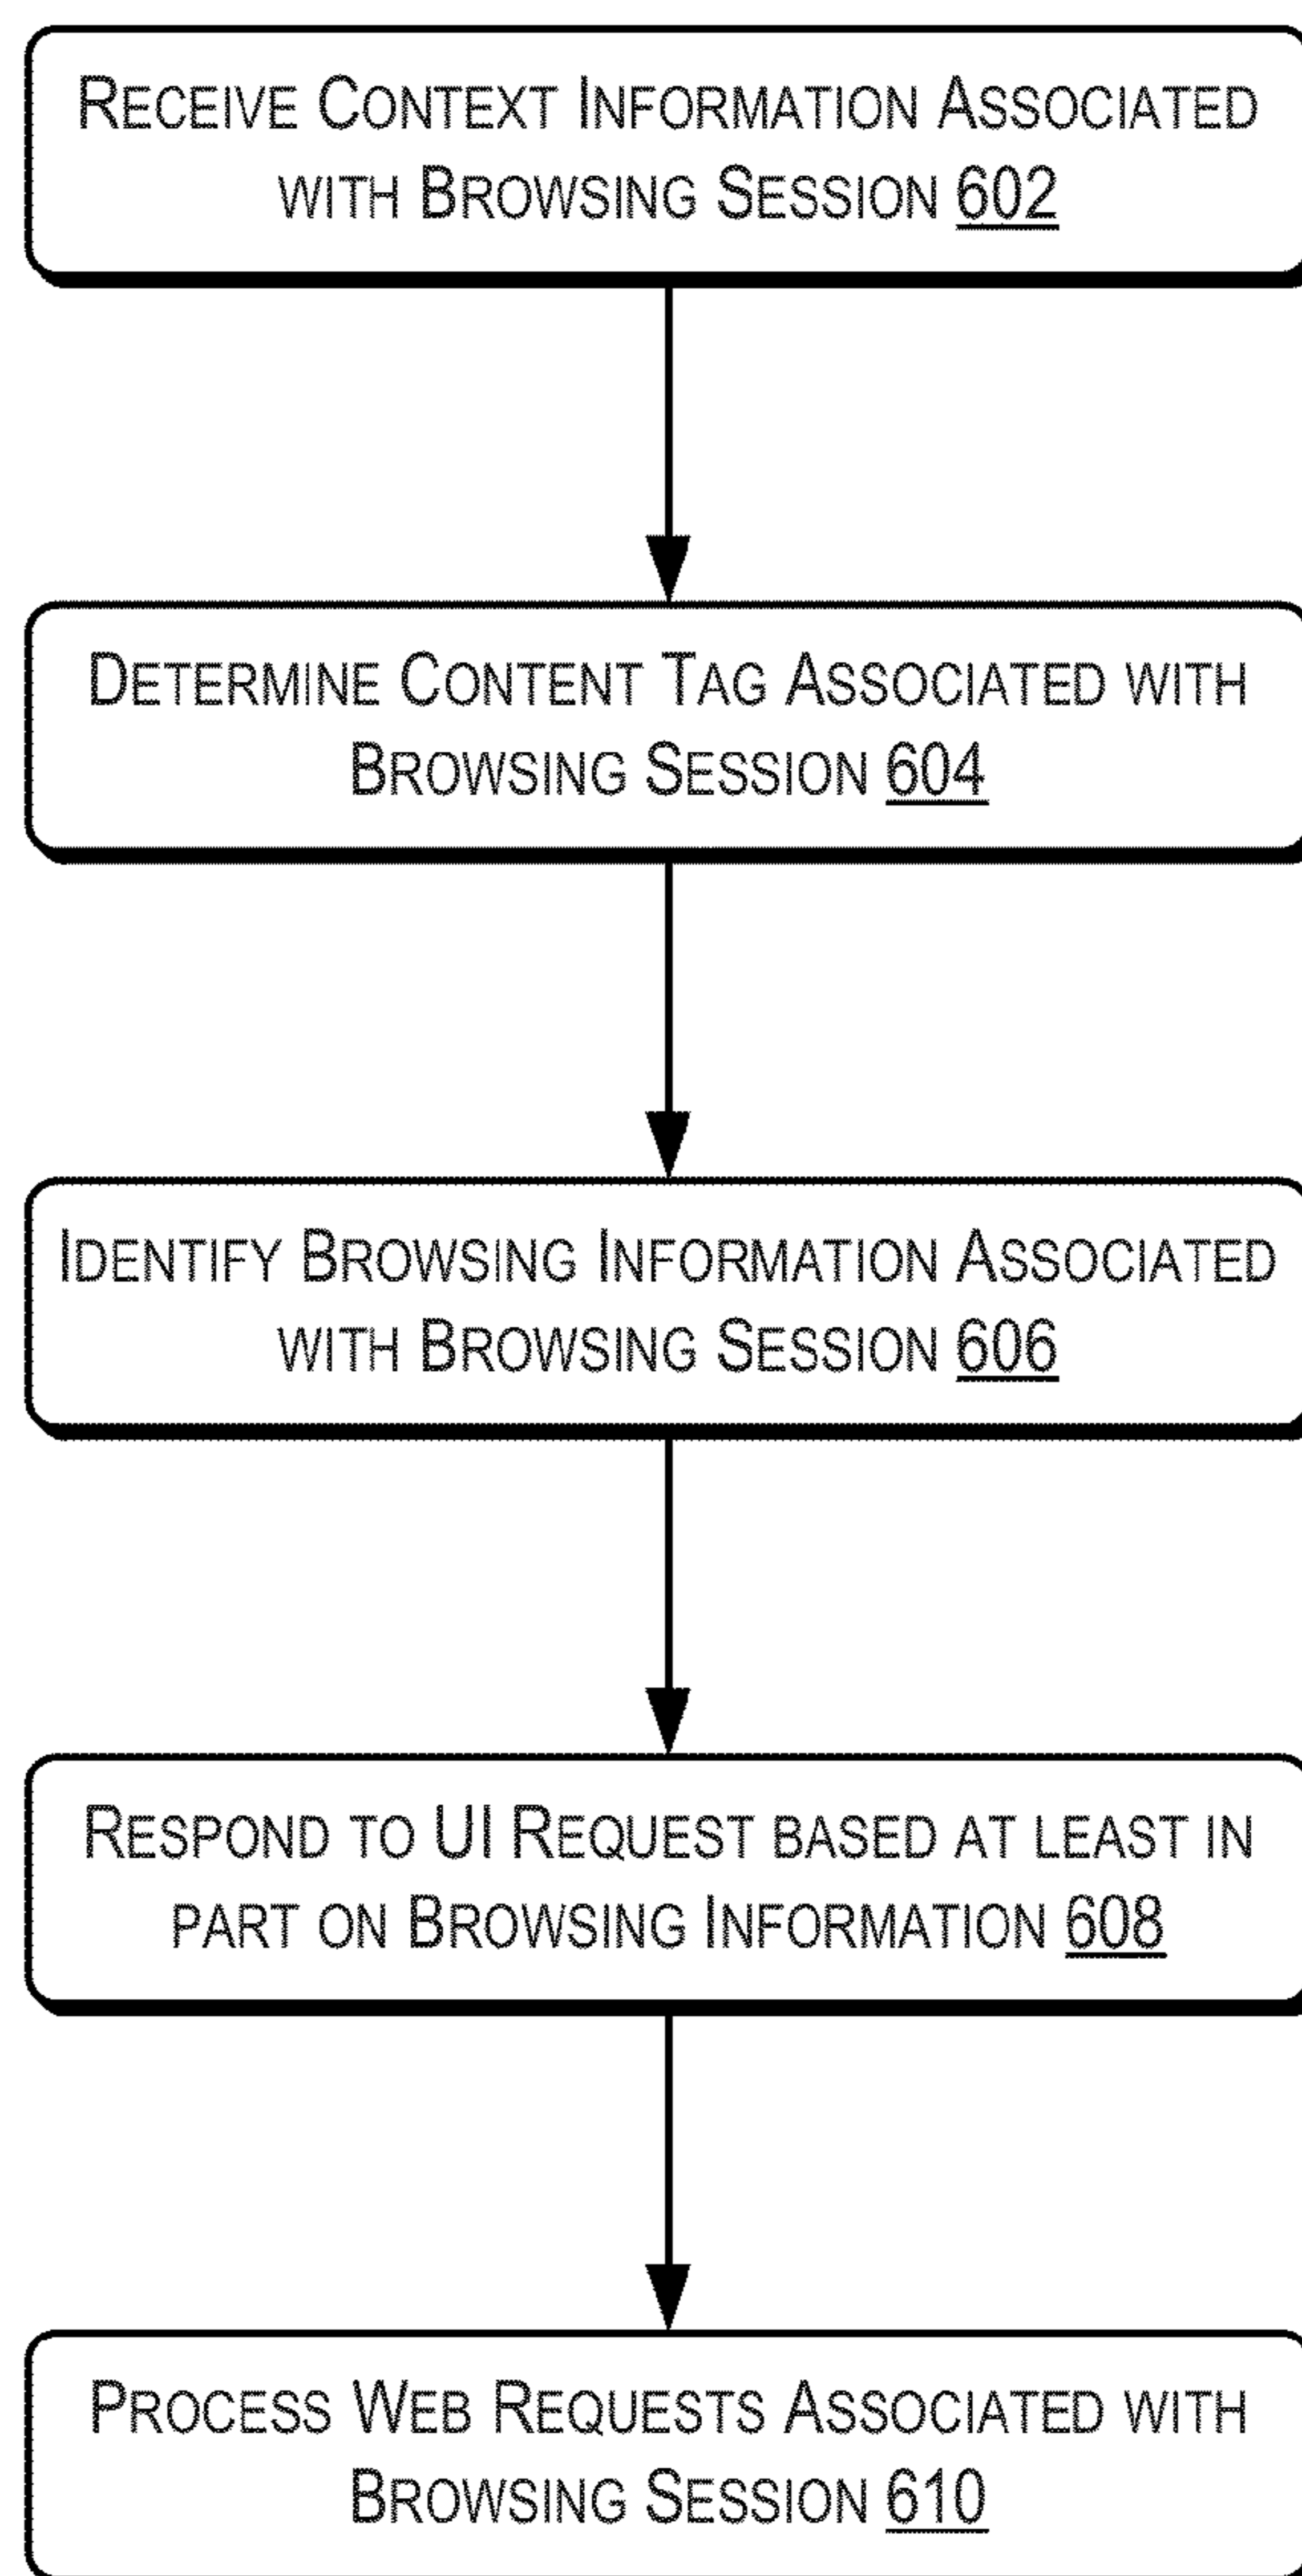 RECEIVE CONTEXT INFORMATION ASSOCIATED
WITH BROWSING SESSION 602
DETERMINE CONTENT TAG ASSOCIATED WITH
BROWSING SESSION 604
IDENTIFY BROWSING INFORMATION ASSOCIATED
WITH BROWSING SESSION 606
RESPOND TO UI REQUEST BASED AT LEAST IN
PART ON BROWSING INFORMATION 608
PROCESS WEB REQUESTS ASSOCIATED WITH
BROWSING SESSION 610